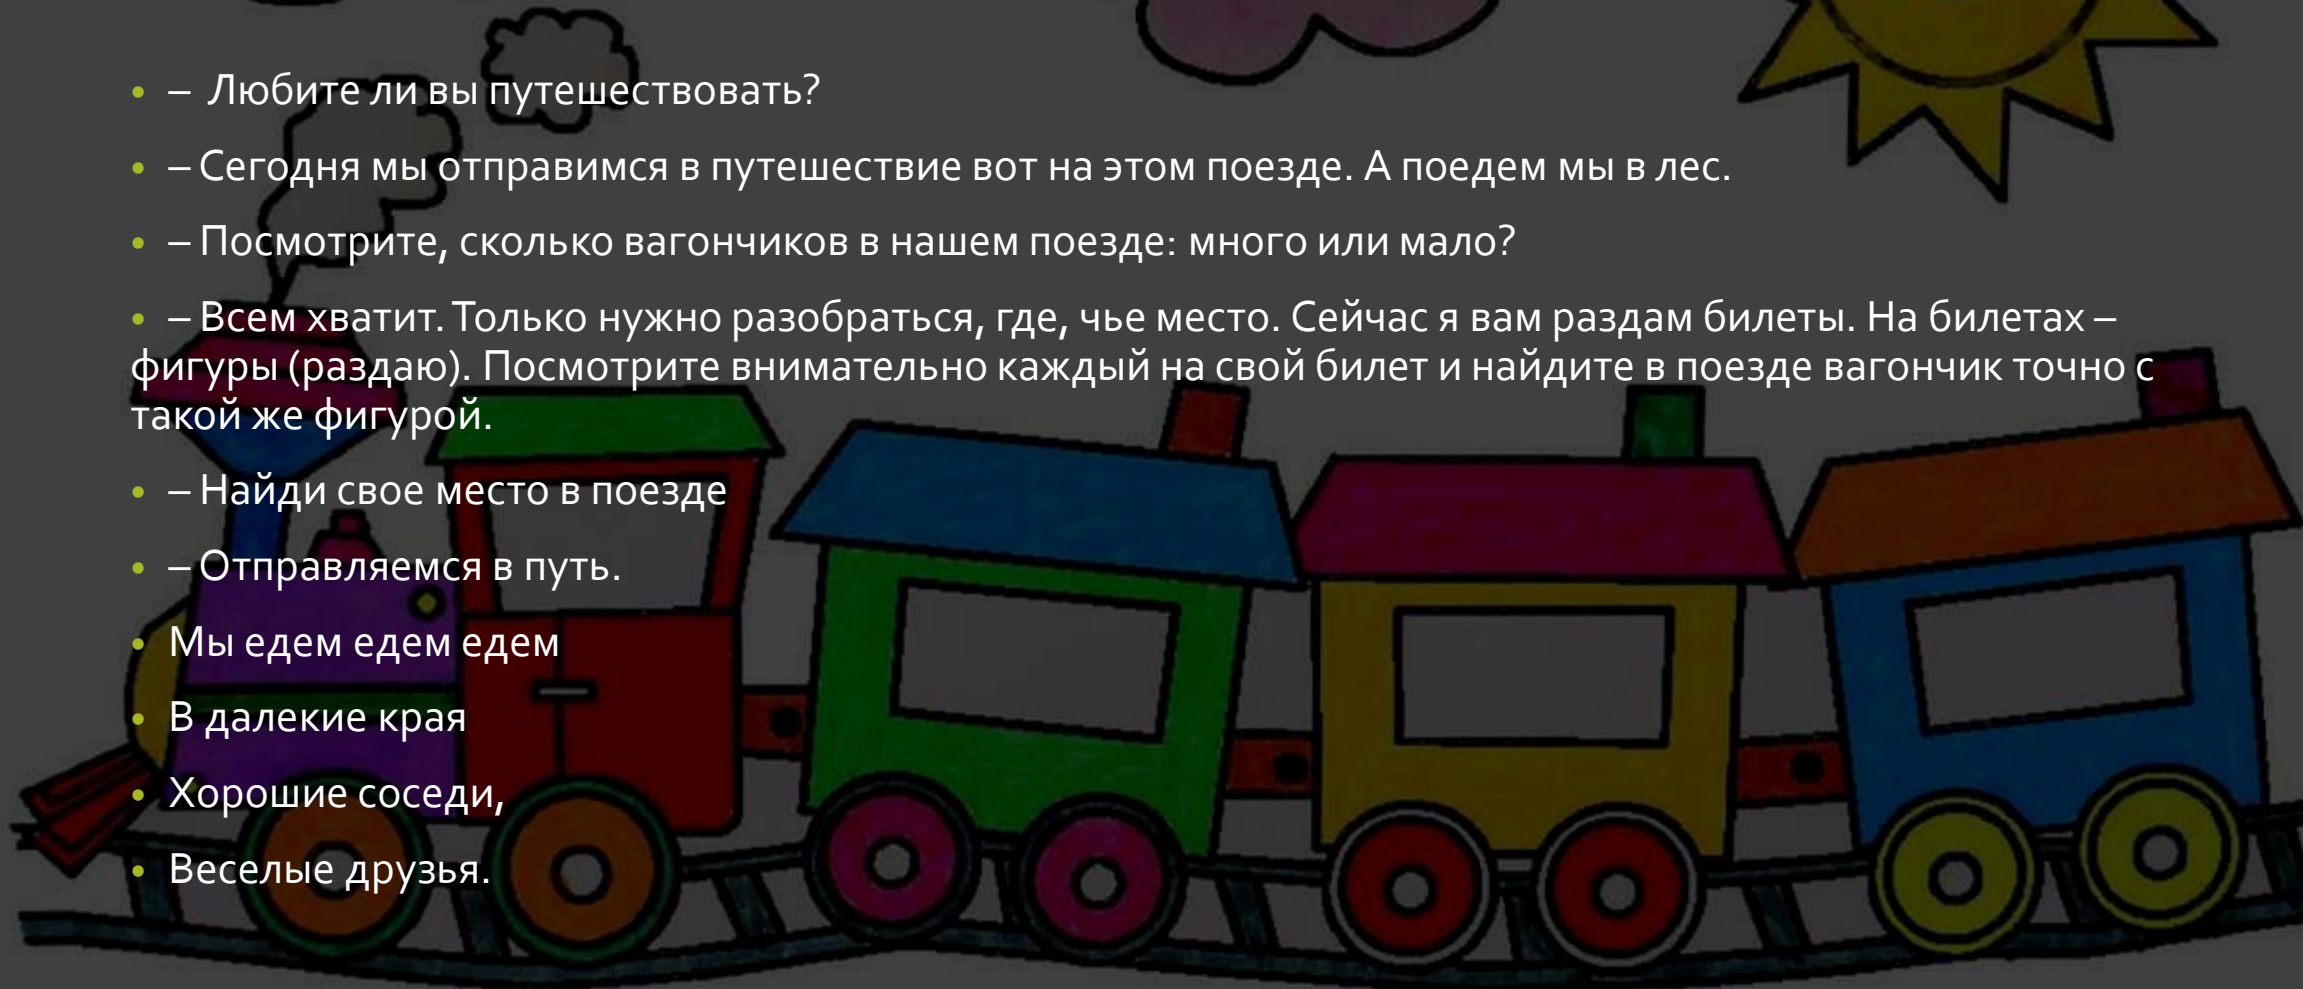 • – Любите ли вы путешествовать?
• – Сегодня мы отправимся в путешествие вот на этом поезде. А поедем мы в лес.
• – Посмотрите, сколько вагончиков в нашем поезде: много или мало?
• – Всем хватит. Только нужно разобраться, где, чье место. Сейчас я вам раздам билеты. На билетах –
фигуры (раздаю). Посмотрите внимательно каждый на свой билет и найдите в поезде вагончик точно с
такой же фигурой.
• – Найди свое место в поезде
• – Отправляемся в путь.
• Мы едем едем едем
• В далекие края
• Хорошие соседи,
• Веселые друзья.